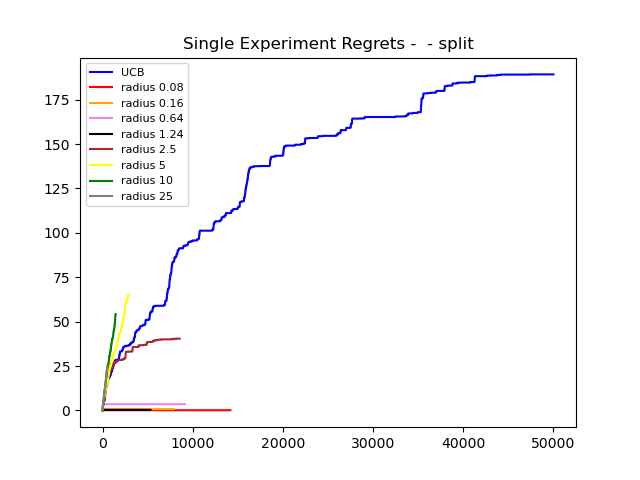 Single Experiment Regrets -  - split
UCB
radius 0.08
radius 0.16
radius 0.64
radius 1.24
radius 2.5
radius 5
radius 10
radius 25
175
150
125
100
75
50
25
0
0 10000 20000 30000 40000 50000